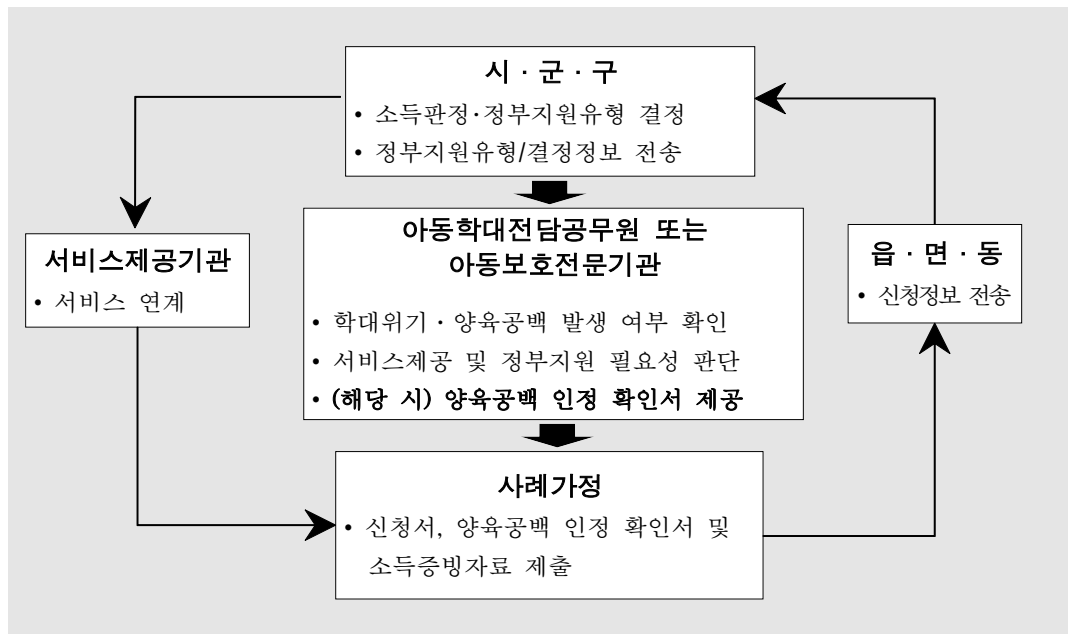 시 · 군 · 구
• 소득판정·정부지원유형 결정
• 정부지원유형/결정정보 전송
아동학대전담공무원 또는
아동보호전문기관
• 학대위기 · 양육공백 발생 여부 확인
• 서비스제공 및 정부지원 필요성 판단
• (해당 시) 양육공백 인정 확인서 제공
서비스제공기관
• 서비스 연계
읍 · 면 · 동
• 신청정보 전송
사례가정
• 신청서, 양육공백 인정 확인서 및
소득증빙자료 제출